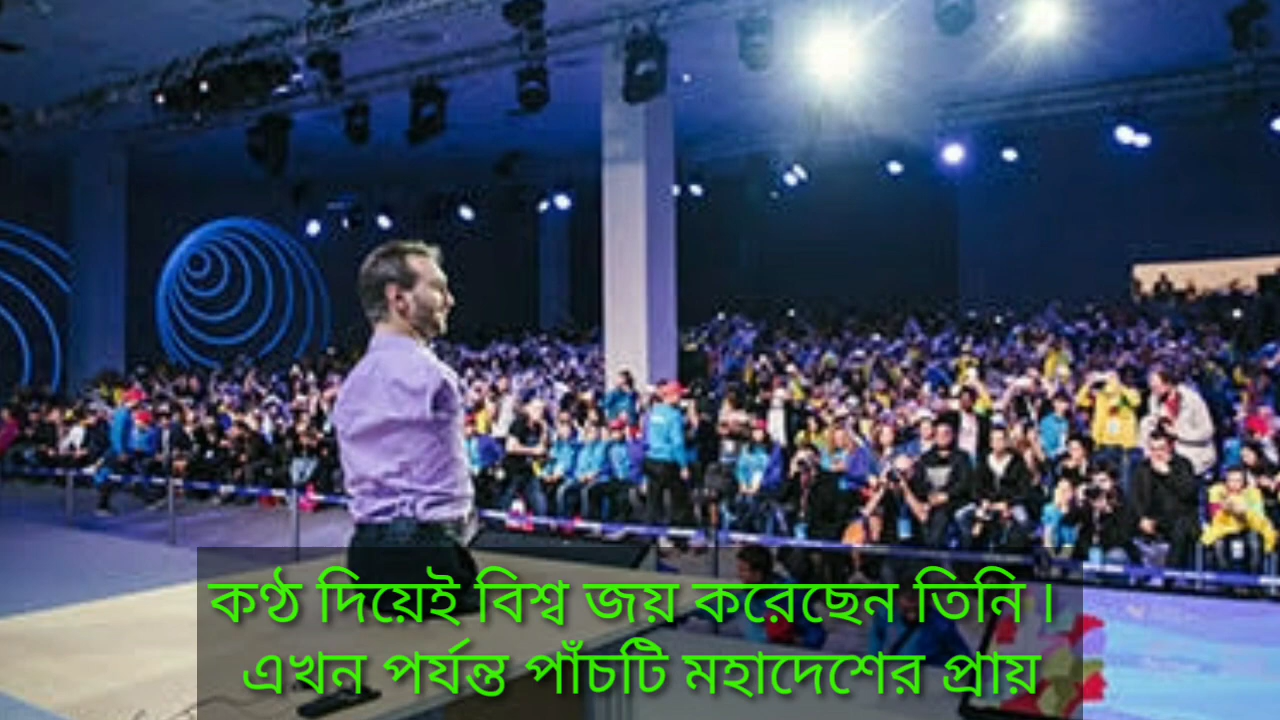 কণ্ঠ দিয়েই বিশ্ব জয় করেছেন তিনি।
এখন পর্যন্ত পাঁচটি মহাদেশের প্রায়